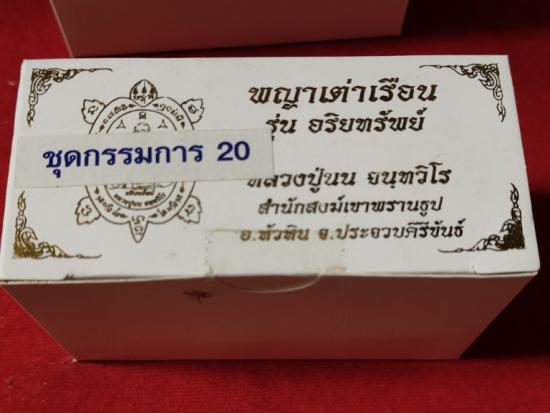 พญาเต่าเรือน
รุ่น อริยทรัพย์
ชุดกรรมการ 20
หลวงปู่นน จนฺทวิโร
สำนักสงฆ์เขาพรานธูป
อ.หัวหิน จ.ประจวบคีรีขันธ์